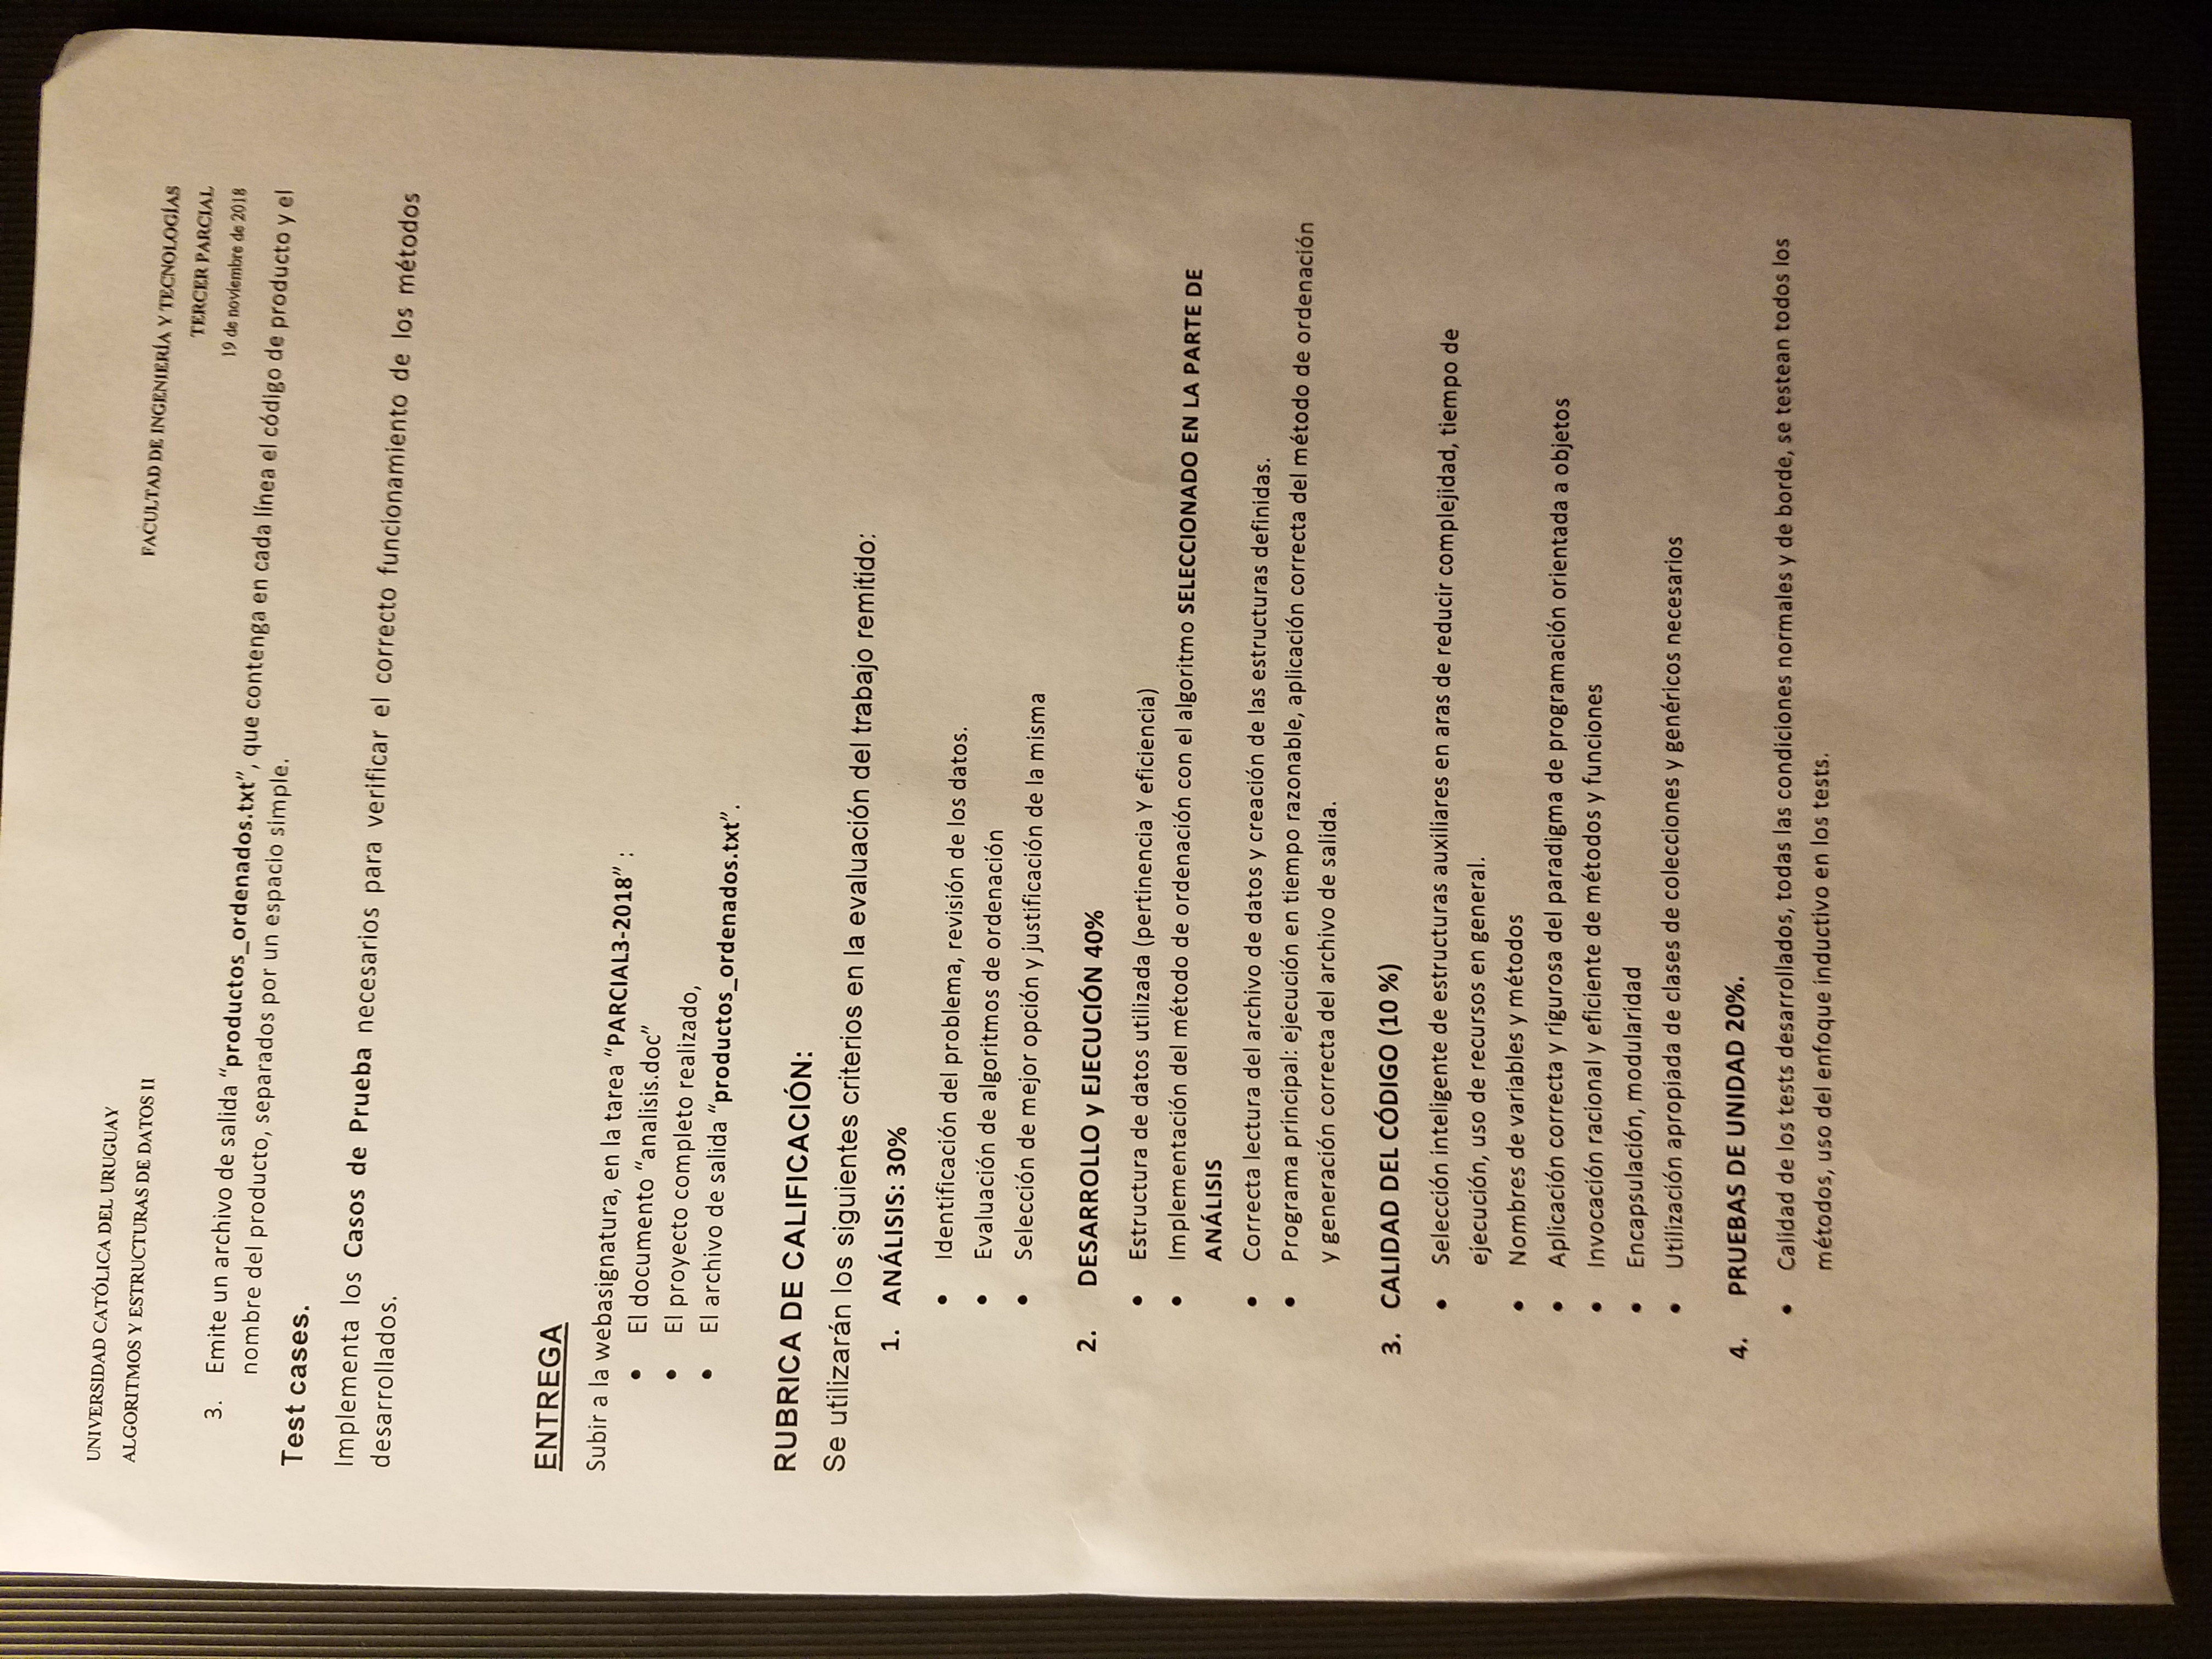 UNIVERSIDAD CATÓLICA DEL URUGUAY
ALGORITMOS Y ESTRUCTURAS DE DATOS II
FACULTAD DE INGENIERÍA Y TECNOLOGÍAS
TERCER PARCIAL
19 de noviembre de 2018
3. Emite un archivo de salida “productos_ordenados.txt”, que contenga en cada línea el código de producto y el
nombre del producto, separados por un espacio simple.
Test cases.
Implementa los Casos de Prueba necesarios para verificar el correcto funcionamiento de los métodos
desarrollados.
ENTREGA
Subir a la webasignatura, en la tarea “PARCIAL3-2018” :
• El documento “analisis.doc”
• El proyecto completo realizado,
• El archivo de salida “productos_ordenados.txt”.
RUBRICA DE CALIFICACIÓN:
Se utilizarán los siguientes criterios en la evaluación del trabajo remitido:
1. ANÁLISIS: 30%
• Identificación del problema, revisión de los datos.
• Evaluación de algoritmos de ordenación
• Selección de mejor opción y justificación de la misma
2. DESARROLLO y EJECUCIÓN 40%
• Estructura de datos utilizada (pertinencia Y eficiencia)
• Implementación del método de ordenación con el algoritmo SELECCIONADO EN LA PARTE DE
ANÁLISIS
• Correcta lectura del archivo de datos y creación de las estructuras definidas.
• Programa principal: ejecución en tiempo razonable, aplicación correcta del método de ordenación
y generación correcta del archivo de salida.
3. CALIDAD DEL CÓDIGO (10 %)
• Selección inteligente de estructuras auxiliares en aras de reducir complejidad, tiempo de
ejecución, uso de recursos en general.
• Nombres de variables y métodos
• Aplicación correcta y rigurosa del paradigma de programación orientada a objetos
• Invocación racional y eficiente de métodos y funciones
• Encapsulación, modularidad
• Utilización apropiada de clases de colecciones y genéricos necesarios
4. PRUEBAS DE UNIDAD 20%.
• Calidad de los tests desarrollados, todas las condiciones normales y de borde, se testean todos los
métodos, uso del enfoque inductivo en los tests.